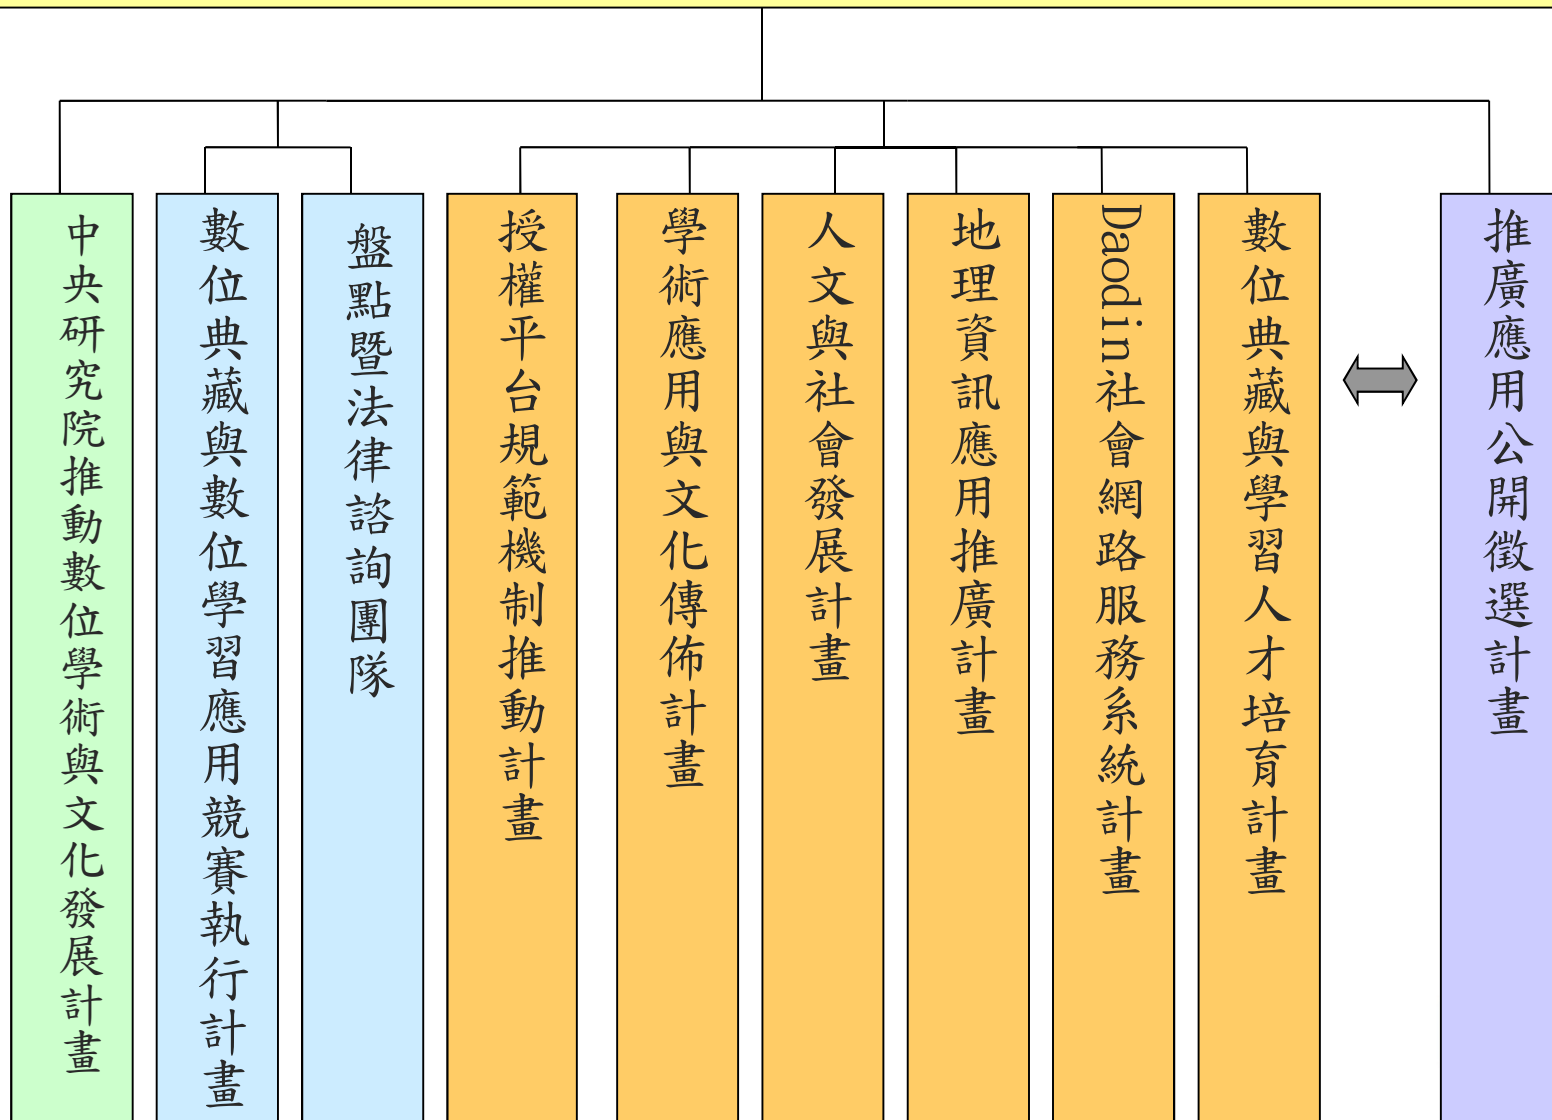 中央研究院推動數位學術與文化發展計畫
數位典藏與數位學習應用競賽執行計畫
盤點暨法律諮詢團隊
授權平台規範機制推動計畫
學術應用與文化傳佈計畫
人文與社會發展計畫
地理資訊應用推廣計畫
Daodin社會網路服務系統計畫
數位典藏與學習人才培育計畫
推廣應用公開徵選計畫